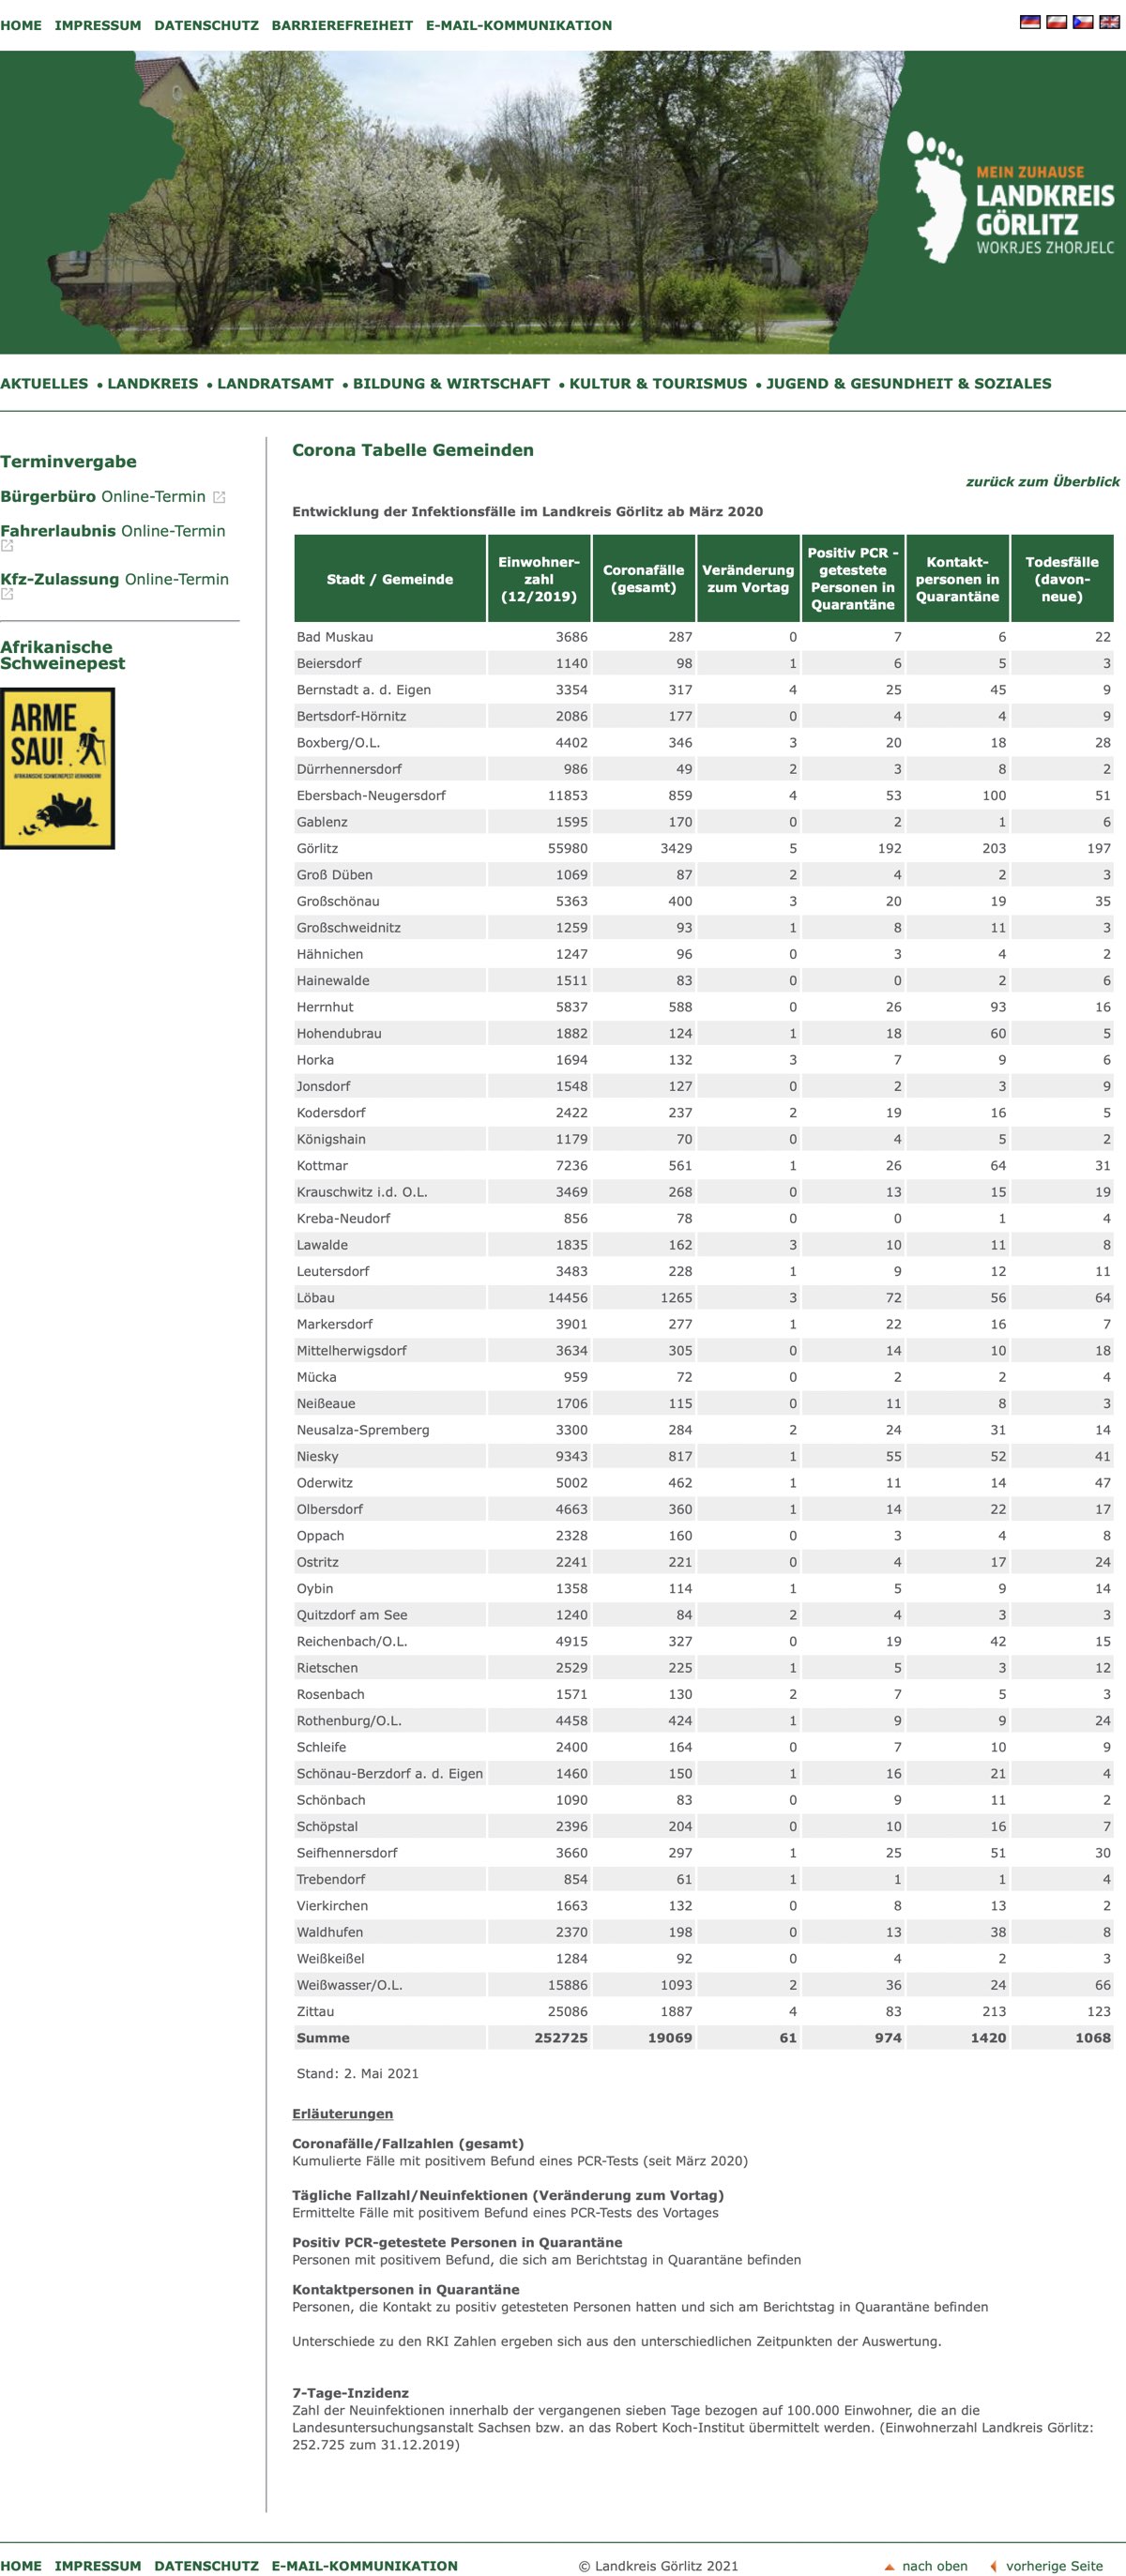 HOME IMPRESSUM DATENSCHUTZ BARRIEREFREIHEIT E-MAIL-KOMMUNIKATION
MEIN ZUHAUSE
LANDKREIS
GÖRLITZ
WOKRJES ZHORJELC
AKTUELLES • LANDKREIS • LANDRATSAMT • BILDUNG & WIRTSCHAFT • KULTUR & TOURISMUS • JUGEND & GESUNDHEIT & SOZIALES
Terminvergabe
Bürgerbüro Online-Termin
Fahrerlaubnis Online-Termin
Kfz-Zulassung Online-Termin
Afrikanische
Schweinepest
ARME
SAU!
AFRIKANISCHE SCHWEINEPEST VERHINDERN!
Corona Tabelle Gemeinden
zurück zum Überblick
Entwicklung der Infektionsfälle im Landkreis Görlitz ab März 2020
Stadt / Gemeinde Einwohner-zahl (12/2019) Coronafälle (gesamt) Veränderung zum Vortag Positiv PCR - getestete Personen in Quarantäne Kontakt-personen in Quarantäne Todesfälle (davon-neue)
Bad Muskau 3686 287 0 7 6 22
Beiersdorf 1140 98 1 6 5 3
Bernstadt a. d. Eigen 3354 317 4 25 45 9
Bertsdorf-Hörnitz 2086 177 0 4 4 9
Boxberg/O.L. 4402 346 3 20 18 28
Dürrhennersdorf 986 49 2 3 8 2
Ebersbach-Neugersdorf 11853 859 4 53 100 51
Gablenz 1595 170 0 2 1 6
Görlitz 55980 3429 5 192 203 197
Groß Düben 1069 87 2 4 2 3
Großschönau 5363 400 3 20 19 35
Großschweidnitz 1259 93 1 8 11 3
Hähnichen 1247 96 0 3 4 2
Hainewalde 1511 83 0 0 2 6
Herrnhut 5837 588 0 26 93 16
Hohendubrau 1882 124 1 18 60 5
Horka 1694 132 3 7 9 6
Jonsdorf 1548 127 0 2 3 9
Kodersdorf 2422 237 2 19 16 5
Königshain 1179 70 0 4 5 2
Kottmar 7236 561 1 26 64 31
Krauschwitz i.d. O.L. 3469 268 0 13 15 19
Kreba-Neudorf 856 78 0 0 1 4
Lawalde 1835 162 3 10 11 8
Leutersdorf 3483 228 1 9 12 11
Löbau 14456 1265 3 72 56 64
Markersdorf 3901 277 1 22 16 7
Mittelherwigsdorf 3634 305 0 14 10 18
Mücka 959 72 0 2 2 4
Neißeaue 1706 115 0 11 8 3
Neusalza-Spremberg 3300 284 2 24 31 14
Niesky 9343 817 1 55 52 41
Oderwitz 5002 462 1 11 14 47
Olbersdorf 4663 360 1 14 22 17
Oppach 2328 160 0 3 4 8
Ostritz 2241 221 0 4 17 24
Oybin 1358 114 1 5 9 14
Quitzdorf am See 1240 84 2 4 3 3
Reichenbach/O.L. 4915 327 0 19 42 15
Rietschen 2529 225 1 5 3 12
Rosenbach 1571 130 2 7 5 3
Rothenburg/O.L. 4458 424 1 9 9 24
Schleife 2400 164 0 7 10 9
Schönau-Berzdorf a. d. Eigen 1460 150 1 16 21 4
Schönbach 1090 83 0 9 11 2
Schöpstal 2396 204 0 10 16 7
Seifhennersdorf 3660 297 1 25 51 30
Trebendorf 854 61 1 1 1 4
Vierkirchen 1663 132 0 8 13 2
Waldhufen 2370 198 0 13 38 8
Weißkeißel 1284 92 0 4 2 3
Weißwasser/O.L. 15886 1093 2 36 24 66
Zittau 25086 1887 4 83 213 123
Summe 252725 19069 61 974 1420 1068
Stand: 2. Mai 2021
Erläuterungen
Coronafälle/Fallzahlen (gesamt)
Kumulierte Fälle mit positivem Befund eines PCR-Tests (seit März 2020)
Tägliche Fallzahl/Neuinfektionen (Veränderung zum Vortag)
Ermittelte Fälle mit positivem Befund eines PCR-Tests des Vortages
Positiv PCR-getestete Personen in Quarantäne
Personen mit positivem Befund, die sich am Berichtstag in Quarantäne befinden
Kontaktpersonen in Quarantäne
Personen, die Kontakt zu positiv getesteten Personen hatten und sich am Berichtstag in Quarantäne befinden
Unterschiede zu den RKI Zahlen ergeben sich aus den unterschiedlichen Zeitpunkten der Auswertung.
7-Tage-Inzidenz
Zahl der Neuinfektionen innerhalb der vergangenen sieben Tage bezogen auf 100.000 Einwohner, die an die
Landesuntersuchungsanstalt Sachsen bzw. an das Robert Koch-Institut übermittelt werden. (Einwohnerzahl Landkreis Görlitz:
252.725 zum 31.12.2019)
HOME IMPRESSUM DATENSCHUTZ E-MAIL-KOMMUNIKATION © Landkreis Görlitz 2021 nach oben vorherige Seite